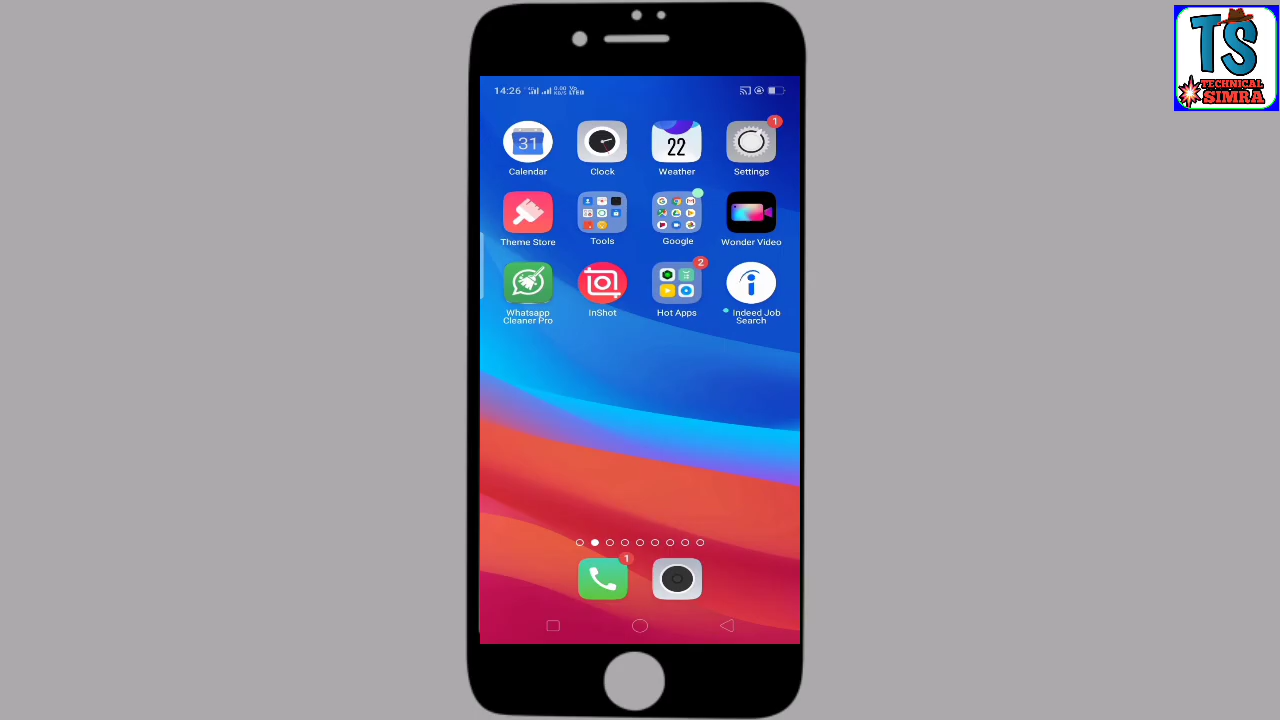 TS
TECHNICAL
SIMRA
14:26
31
22
1
Calendar
Clock
Weather
Settings
Theme Store
Tools
Google
Wonder Video
2
Whatsapp
Cleaner Pro
InShot
Hot Apps
Indeed Job
Search
1